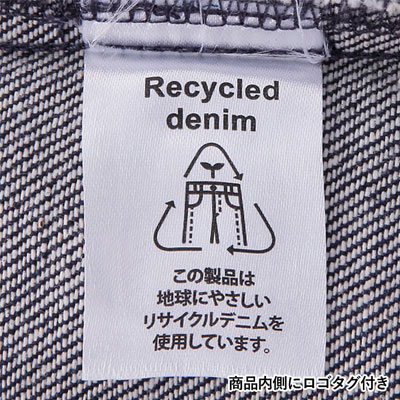 Recycled
denim
この製品は
地球にやさしい
リサイクルデニムを
使用しています。
商品内側にロゴタグ付き